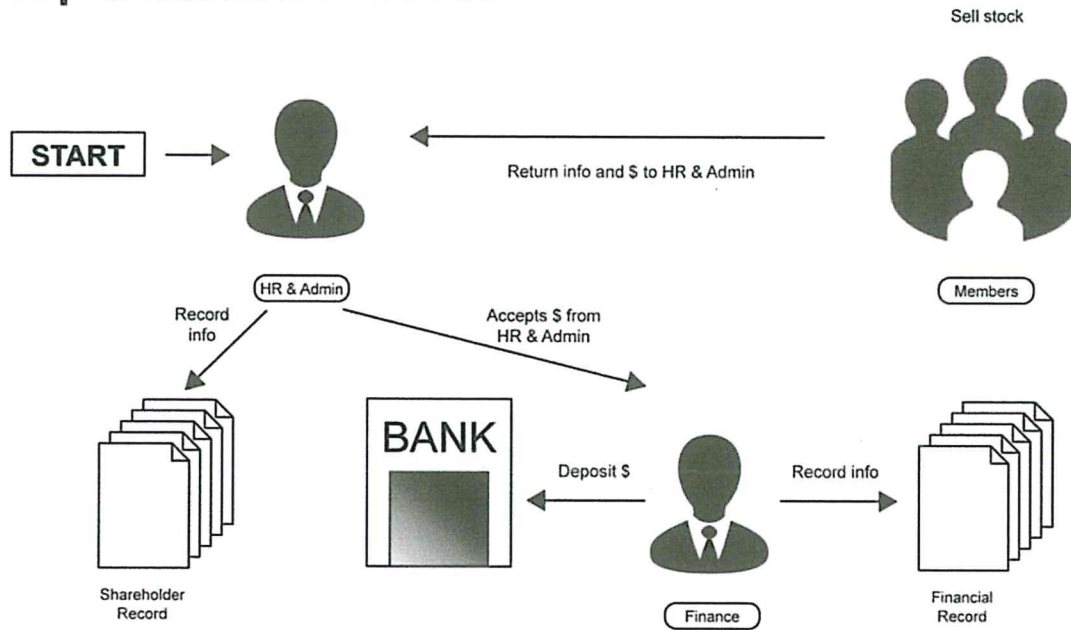 Sell stock
START
Return info and $ to HR & Admin
HR & Admin
Members
Record
info
Accepts $ from
HR & Admin
BANK
Deposit $
Record info
Shareholder
Record
Finance
Financial
Record